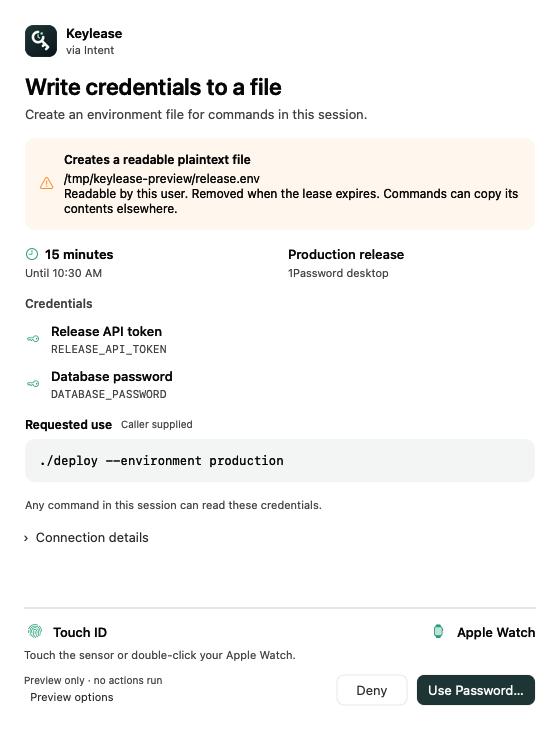 Keylease
via Intent
Write credentials to a file
Create an environment file for commands in this session.
Creates a readable plaintext file
/tmp/keylease-preview/release.env
Readable by this user. Removed when the lease expires. Commands can copy its
contents elsewhere.
15 minutes
Until 10:30 AM
Production release
1Password desktop
Credentials
Release API token
RELEASE_API_TOKEN
Database password
DATABASE_PASSWORD
Requested use Caller supplied
./deploy --environment production
Any command in this session can read these credentials.
› Connection details
Touch ID
Apple Watch
Touch the sensor or double-click your Apple Watch.
Preview only · no actions run
Preview options
Deny
Use Password...